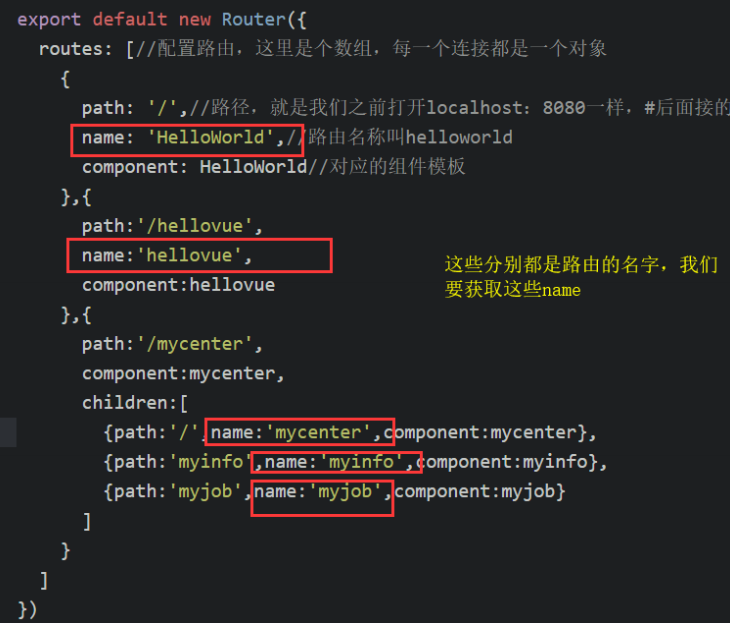 export default new Router({
routes: [//配置路由，这里是个数组，每一个连接都是一个对象
{
path: '/',//路径，就是我们之前打开localhost：8080一样，#后面接的
name: 'HelloWorld',//路由名称叫helloworld
component: HelloWorld//对应的组件模板
},{
path:'/hellovue',
name:'hellovue',
component:hellovue
},{
path:'/mycenter',
component:mycenter,
children:[
{path:'/',name:'mycenter',component:mycenter},
{path:'myinfo',name:'myinfo',component:myinfo},
{path:'myjob',name:'myjob',component:myjob}
]
}
]
})
这些分别都是路由的名字，我们
要获取这些name